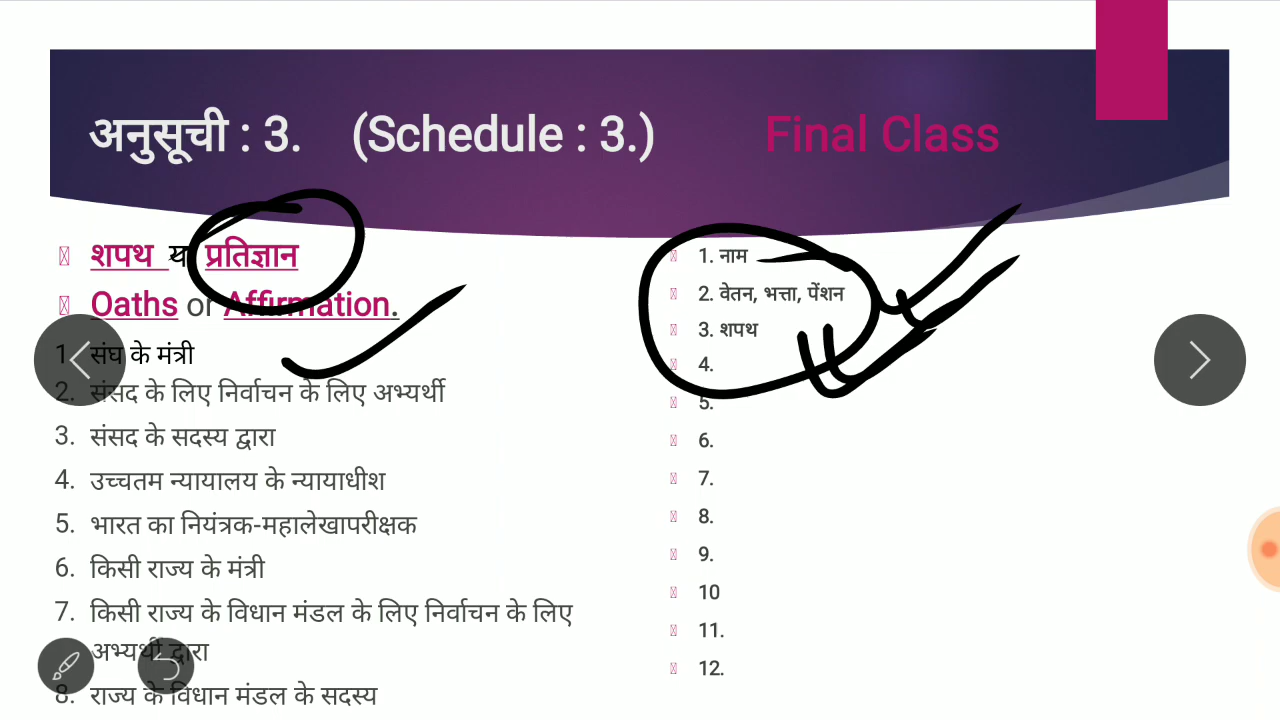 अनुसूची : 3. (Schedule : 3.) Final Class
शपथ या प्रतिज्ञान
Oaths or Affirmation.
1. संघ के मंत्री
2. संसद के लिए निर्वाचन के लिए अभ्यर्थी
3. संसद के सदस्य द्वारा
4. उच्चतम न्यायालय के न्यायाधीश
5. भारत का नियंत्रक-महालेखापरीक्षक
6. किसी राज्य के मंत्री
7. किसी राज्य के विधान मंडल के लिए निर्वाचन के लिए
अभ्यर्थी द्वारा
8. राज्य के विधान मंडल के सदस्य
1. नाम
2. वेतन, भत्ता, पेंशन
3. शपथ
4.
5.
6.
7.
8.
9.
10
11.
12.